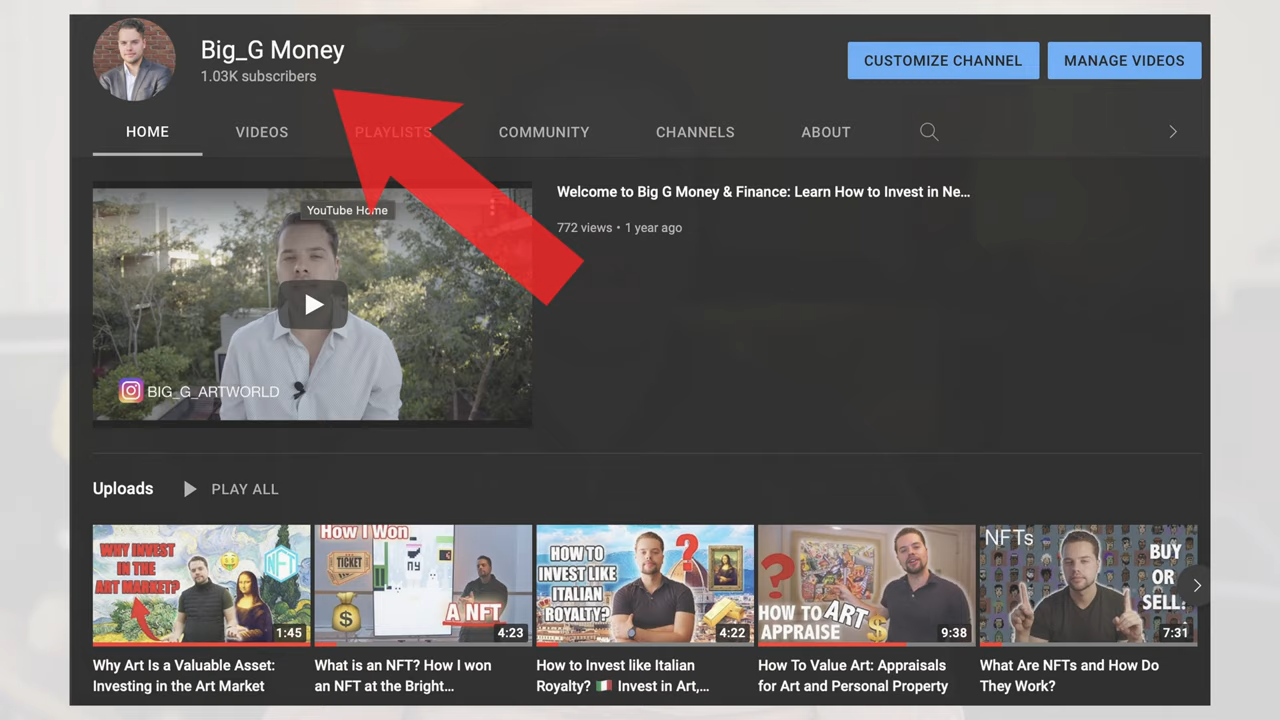 Big_G Money
1.03K subscribers
CUSTOMIZE CHANNEL
MANAGE VIDEOS
HOME
VIDEOS
PLAYLISTS
COMMUNITY
CHANNELS
ABOUT
YouTube Home
BIG_G_ARTWORLD
Welcome to Big G Money & Finance: Learn How to Invest in Ne...
772 views • 1 year ago
Uploads
PLAY ALL
WHY INVEST
IN THE
ART MARKET?
NFT
1:45
How I Won
TICKET
NY
A NFT
4:23
HOW TO
INVEST LIKE
ITALIAN
ROYALTY?
4:22
HOW TO ART
APPRAISE
9:38
NFTs
BUY
OR
SELL?
7:31
Why Art Is a Valuable Asset:
Investing in the Art Market
What is an NFT? How I won
an NFT at the Bright...
How to Invest like Italian
Royalty? 🇮🇹 Invest in Art,...
How To Value Art: Appraisals
for Art and Personal Property
What Are NFTs and How Do
They Work?